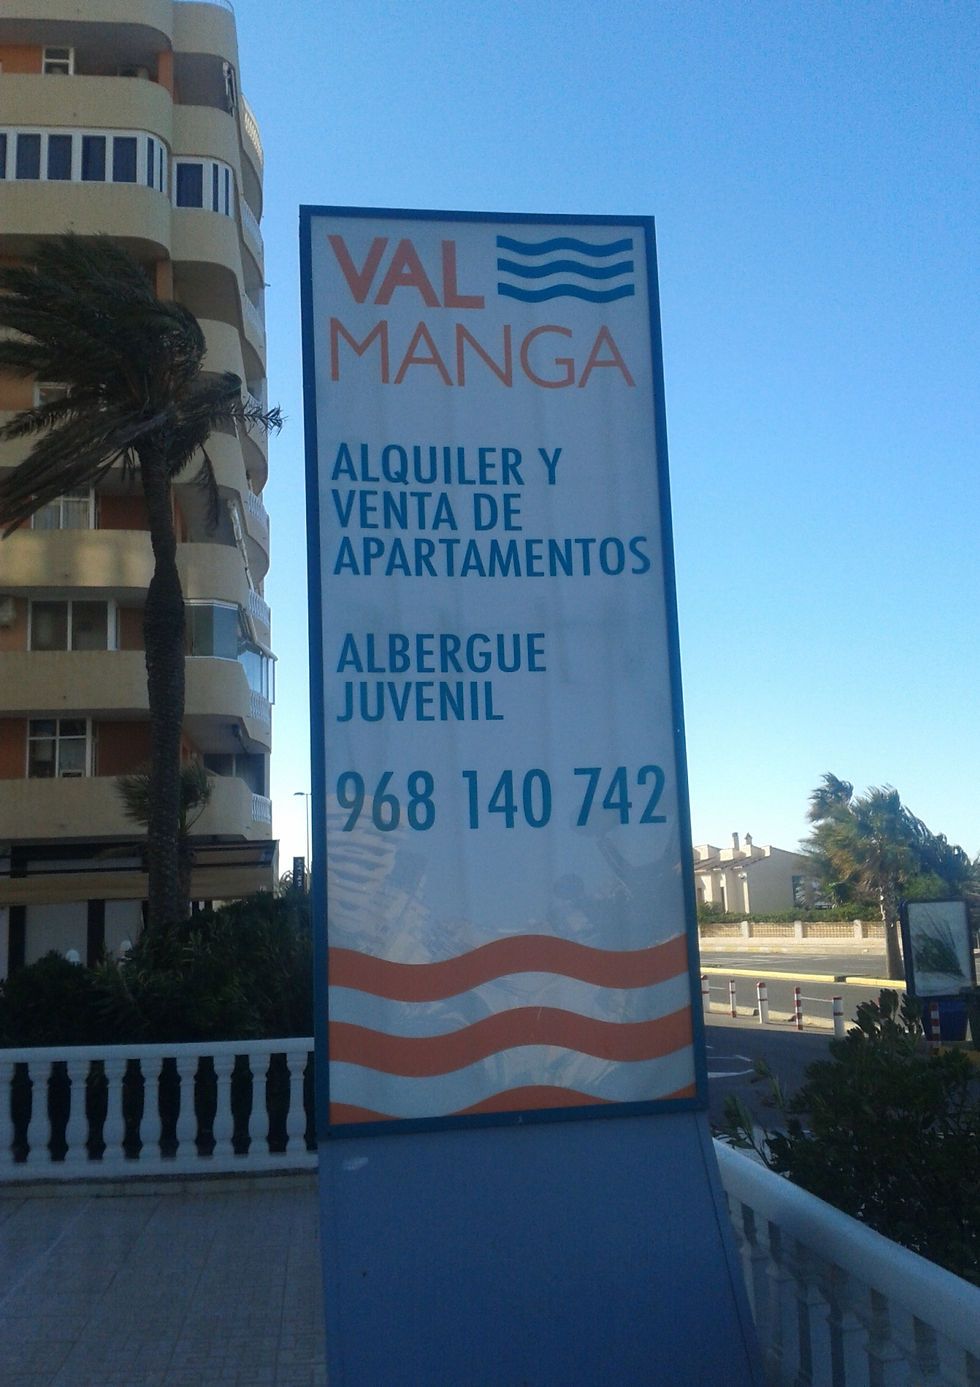 VAL
MANGA
ALQUILER Y
VENTA DE
APARTAMENTOS
ALBERGUE
JUVENIL
968 140 742